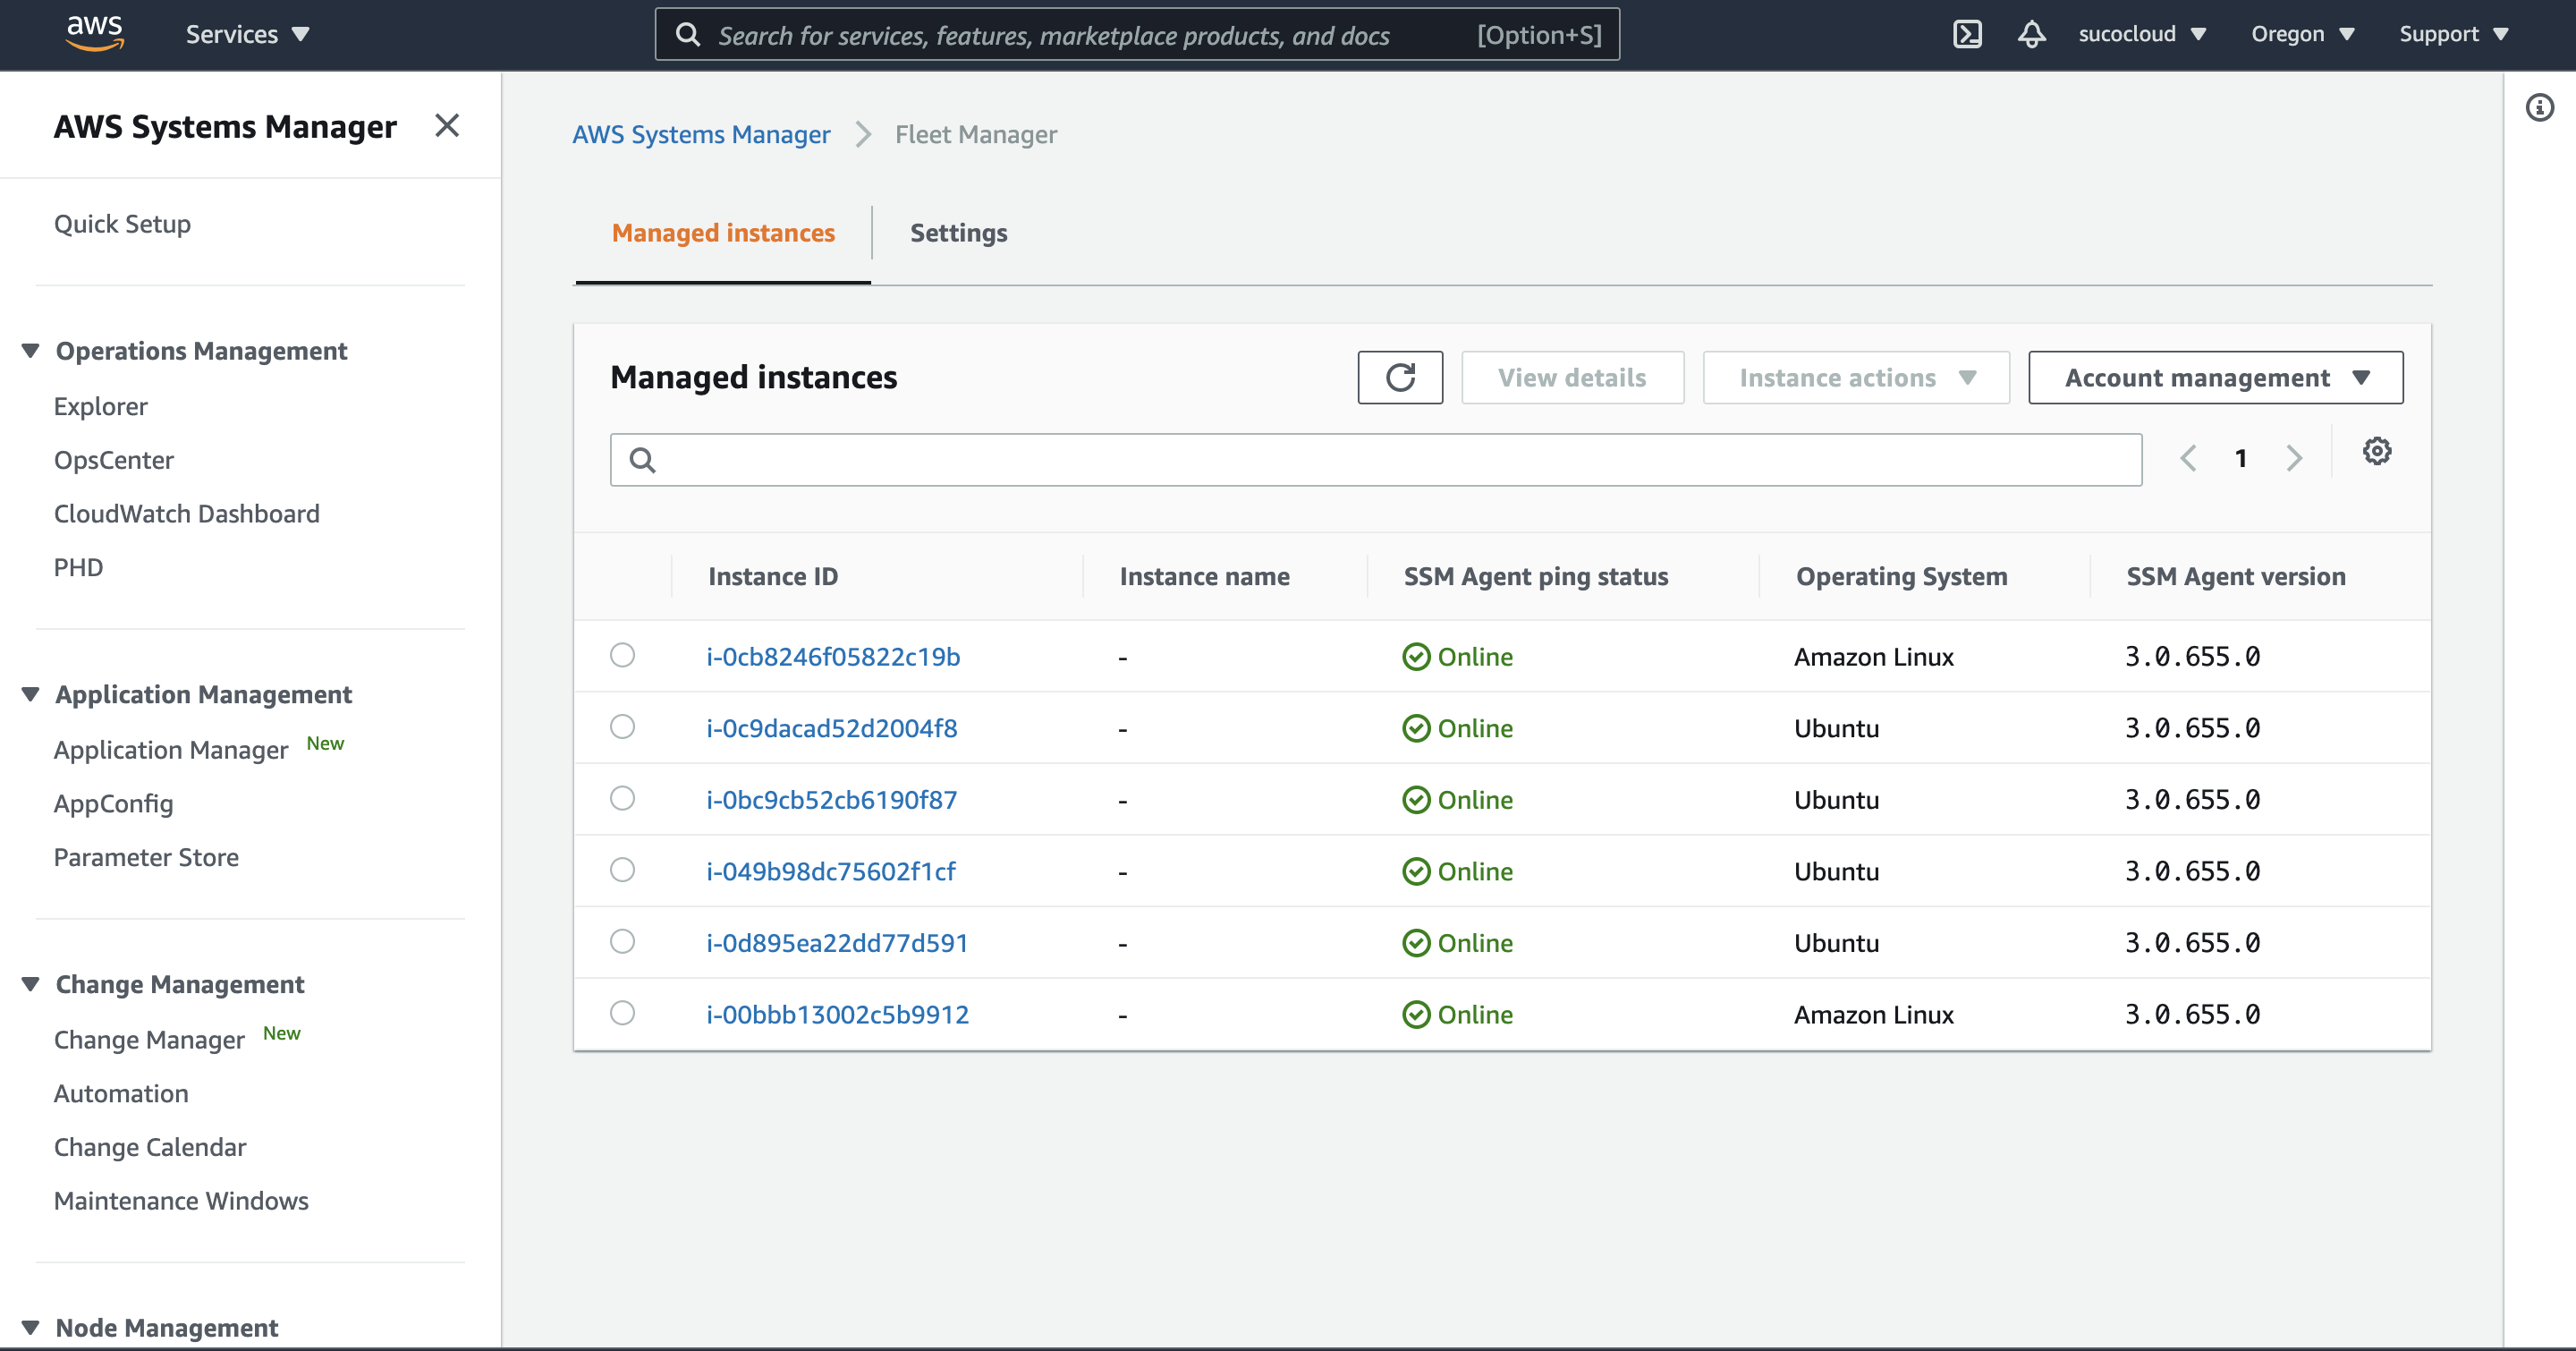 aws Services Search for services, features, marketplace products, and docs [Option+S] sucocloud Oregon Support
AWS Systems Manager
Quick Setup
Operations Management
Explorer
OpsCenter
CloudWatch Dashboard
PHD
Application Management
Application Manager New
AppConfig
Parameter Store
Change Management
Change Manager New
Automation
Change Calendar
Maintenance Windows
Node Management
AWS Systems Manager Fleet Manager
Managed instances Settings
Managed instances View details Instance actions Account management
1
Instance ID Instance name SSM Agent ping status Operating System SSM Agent version
i-0cb8246f05822c19b - Online Amazon Linux 3.0.655.0
i-0c9dacad52d2004f8 - Online Ubuntu 3.0.655.0
i-0bc9cb52cb6190f87 - Online Ubuntu 3.0.655.0
i-049b98dc75602f1cf - Online Ubuntu 3.0.655.0
i-0d895ea22dd77d591 - Online Ubuntu 3.0.655.0
i-00bbb13002c5b9912 - Online Amazon Linux 3.0.655.0